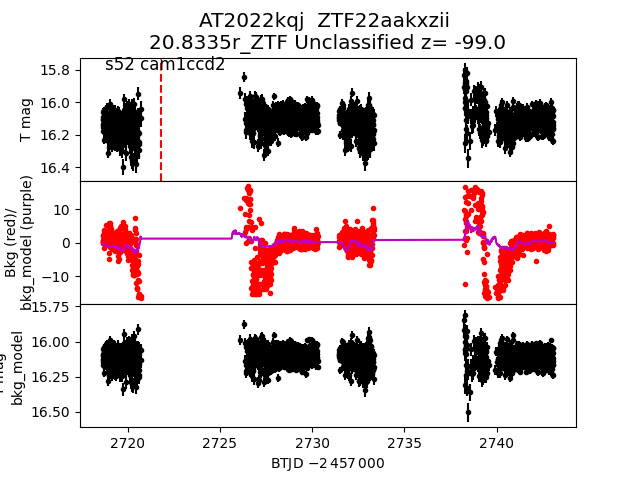 AT2022kqj  ZTF22aakxzii
20.8335r_ZTF Unclassified z= -99.0
s52 cam1ccd2
15.8
16.0
16.2
16.4
T mag
10
0
−10
Bkg (red)/
bkg_model (purple)
15.75
16.00
16.25
16.50
bkg_model
2720
2725
2730
2735
2740
BTJD −2 457 000